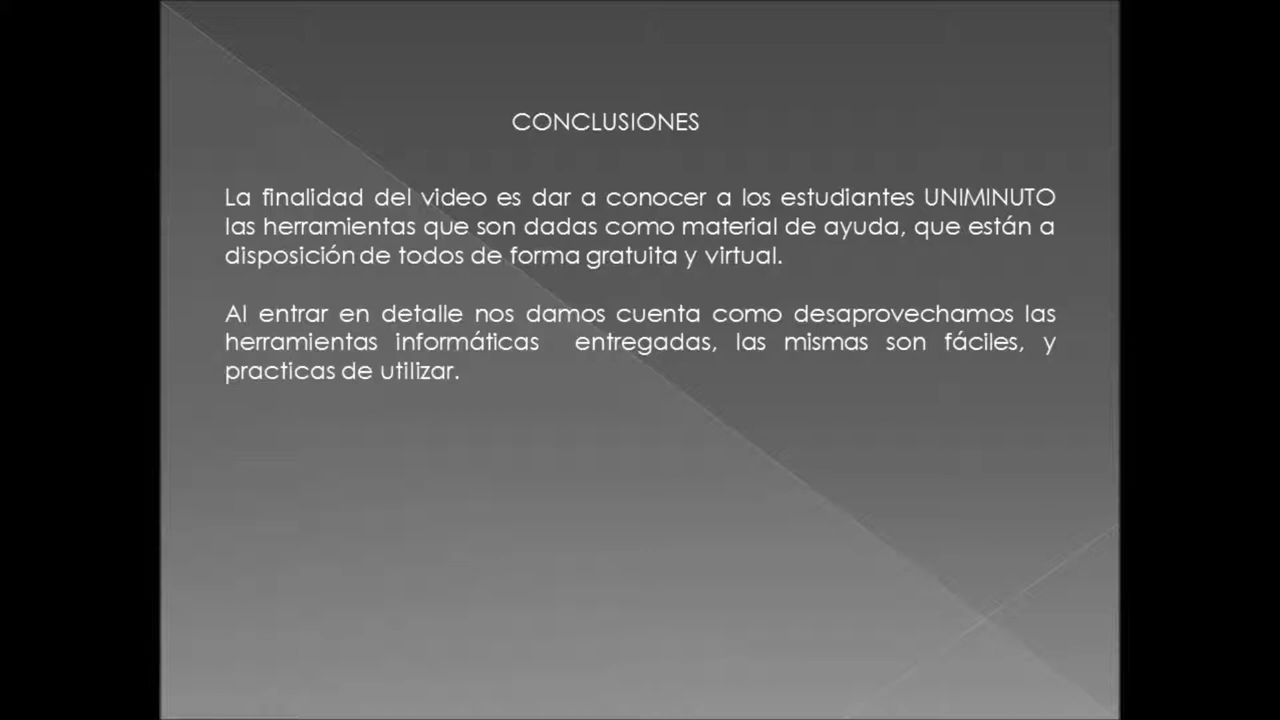 CONCLUSIONES
La finalidad del video es dar a conocer a los estudiantes UNIMINUTO
las herramientas que son dadas como material de ayuda, que están a
disposición de todos de forma gratuita y virtual.
Al entrar en detalle nos damos cuenta como desaprovechamos las
herramientas informáticas entregadas, las mismas son fáciles, y
practicas de utilizar.